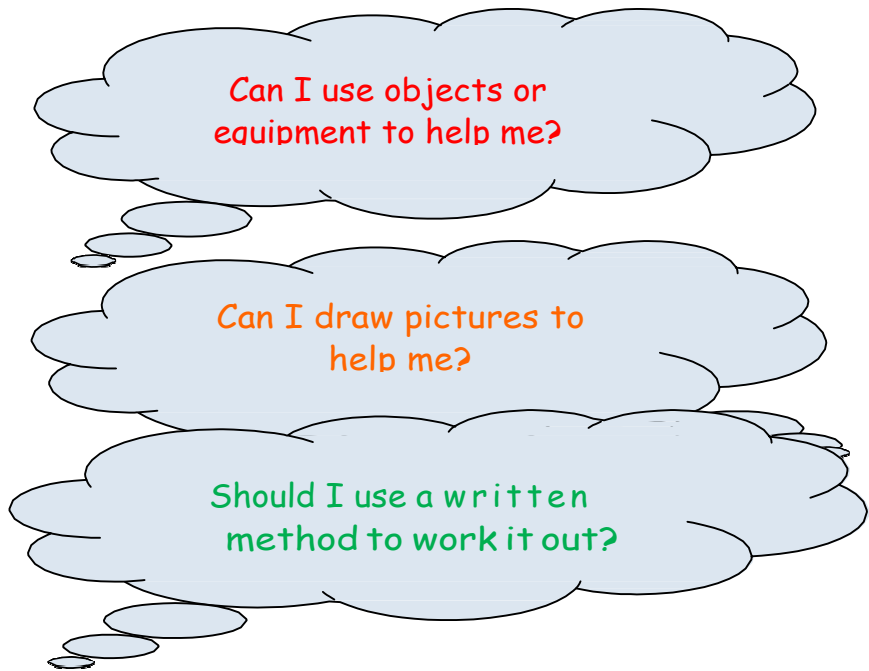 Can I use objects or
equipment to help me?
Can I draw pictures to
help me?
Should I use a written
method to work it out?